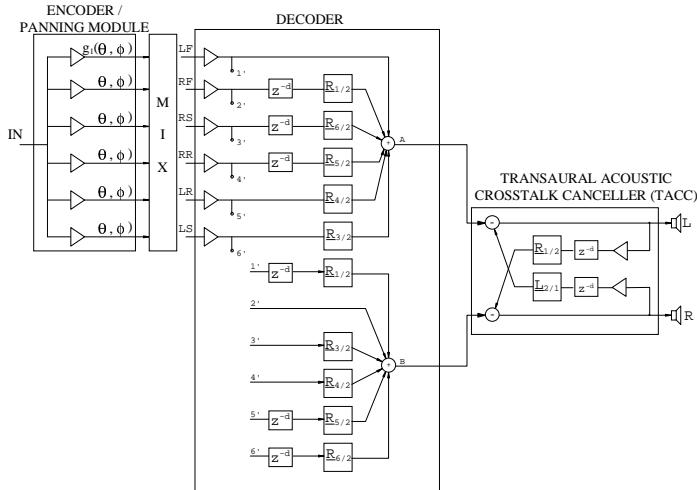 ENCODER /
PANNING MODULE
DECODER
g₁(θ, ϕ)
θ, ϕ)
θ, ϕ)
θ, ϕ)
θ, ϕ)
θ, ϕ)
IN
M
I
X
LF
1'
RF
2'
z⁻ᵈ
R1/2
RS
3'
z⁻ᵈ
R6/2
RR
4'
z⁻ᵈ
R5/2
LR
5'
R4/2
LS
6'
R3/2
+
A
1'
z⁻ᵈ
R1/2
2'
3'
R3/2
4'
R4/2
5'
z⁻ᵈ
R5/2
6'
z⁻ᵈ
R6/2
+
B
TRANSAURAL ACOUSTIC
CROSSTALK CANCELLER (TACC)
-
L
R1/2
z⁻ᵈ
L2/1
z⁻ᵈ
-
R